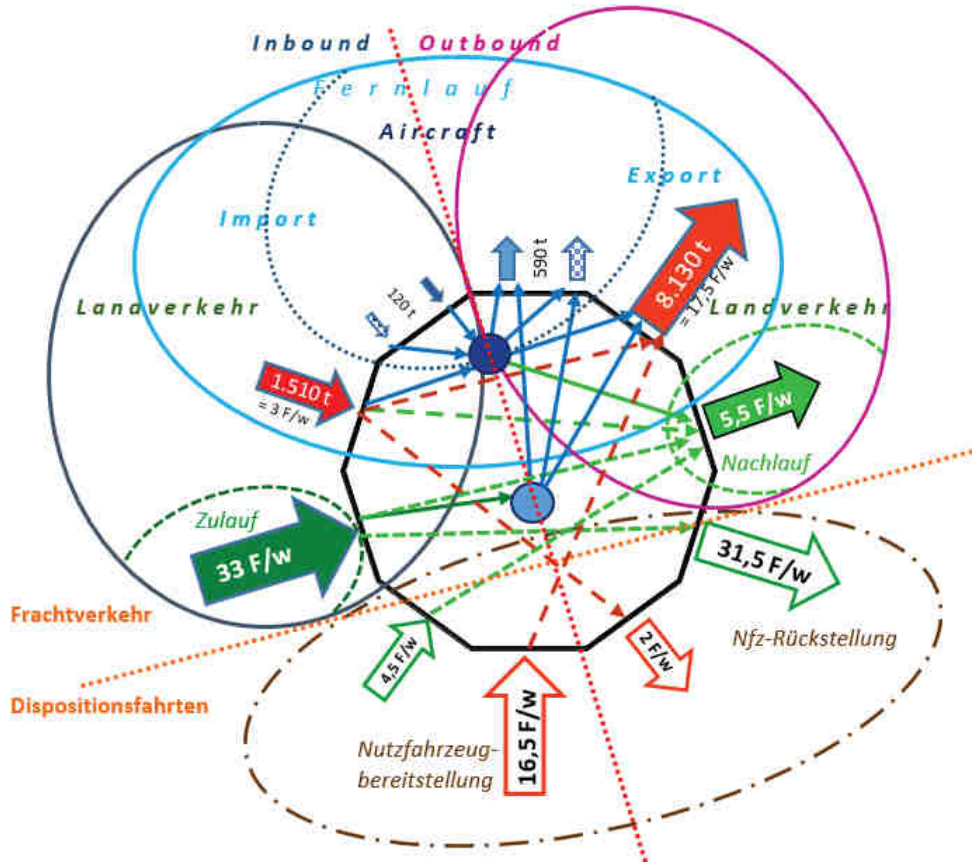 Inbound Outbound
Fernlauf
Aircraft
Export
Import
590 t
120 t
8.130 t
= 17,5 F/w
Landverkehr
Landverkehr
1.510 t
= 3 F/w
5,5 F/w
Nachlauf
Zulauf
33 F/w
31,5 F/w
Frachtverkehr
Nfz-Rückstellung
4,5 F/w
2 F/w
Dispositionsfahrten
16,5 F/w
Nutzfahrzeug-
bereitstellung